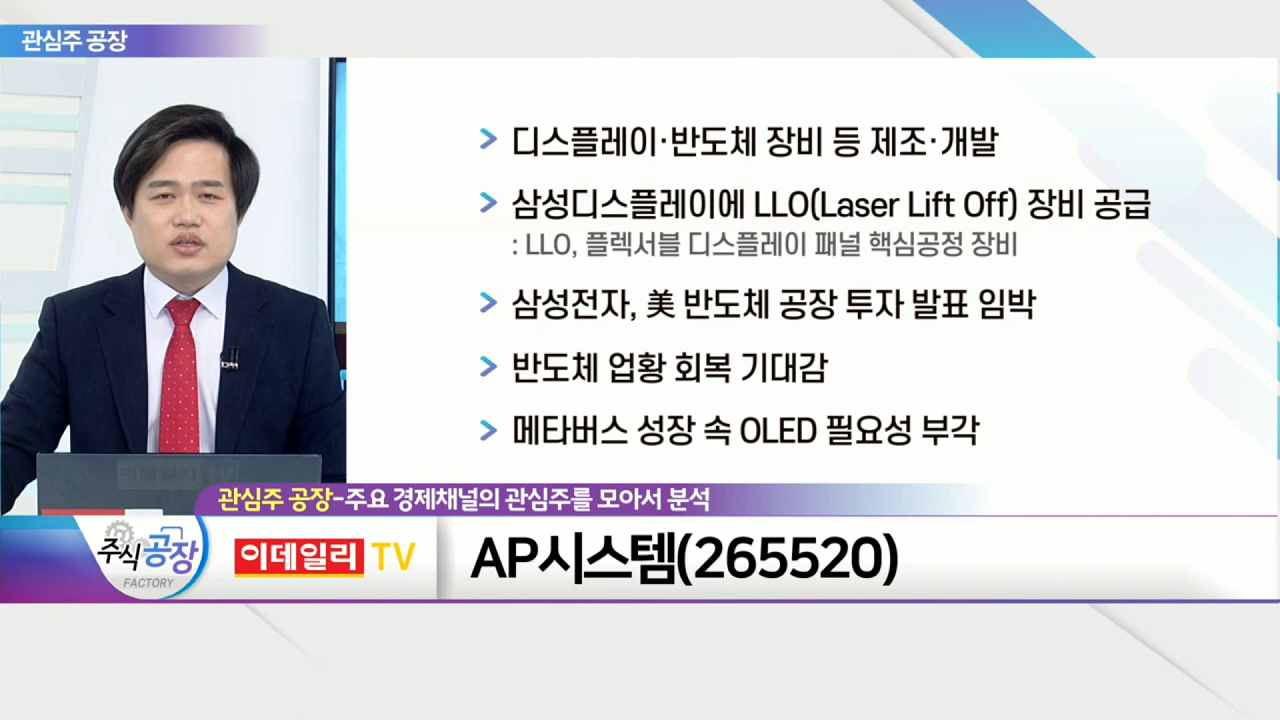 관심주 공장
> 디스플레이·반도체 장비 등 제조·개발
> 삼성디스플레이에 LLO(Laser Lift Off) 장비 공급
: LLO, 플렉서블 디스플레이 패널 핵심공정 장비
> 삼성전자, 美 반도체 공장 투자 발표 임박
> 반도체 업황 회복 기대감
> 메타버스 성장 속 OLED 필요성 부각
관심주 공장-주요 경제채널의 관심주를 모아서 분석
주식공장
FACTORY
이데일리 TV
AP시스템(265520)